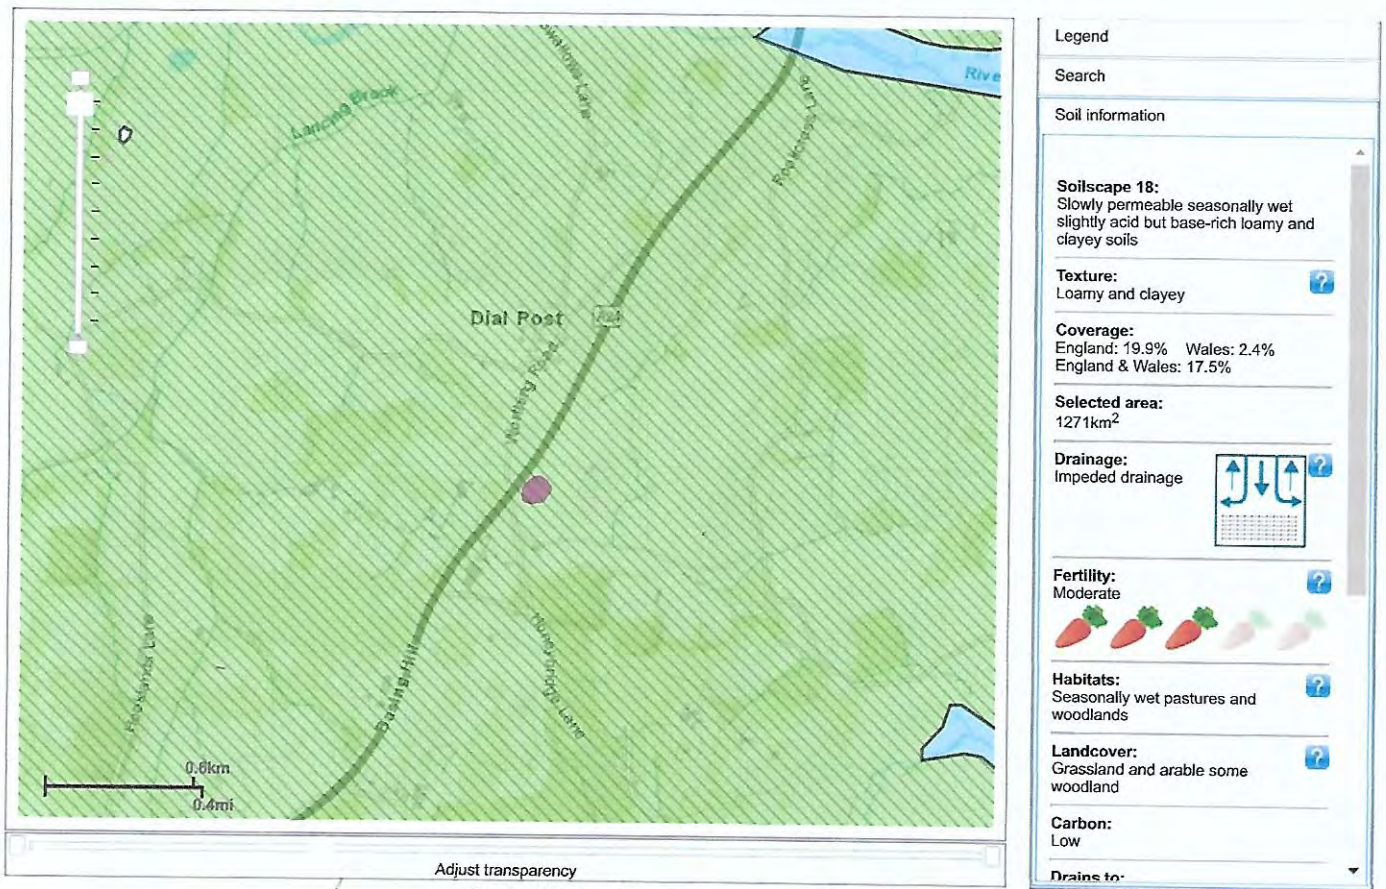 Swallows Lane
Rive
Lancing Brook
Rookcross Lane
Dial Post
A24
Worthing Road
Honeybridge Lane
Rooklands Lane
Basing Hill
0.6km
0.4mi
Adjust transparency
Legend
Search
Soil information
Soilscape 18:
Slowly permeable seasonally wet
slightly acid but base-rich loamy and
clayey soils
Texture:
Loamy and clayey
?
Coverage:
England: 19.9% Wales: 2.4%
England & Wales: 17.5%
Selected area:
1271km2
Drainage:
Impeded drainage
?
Fertility:
Moderate
?
Habitats:
Seasonally wet pastures and
woodlands
?
Landcover:
Grassland and arable some
woodland
?
Carbon:
Low
Drains to: